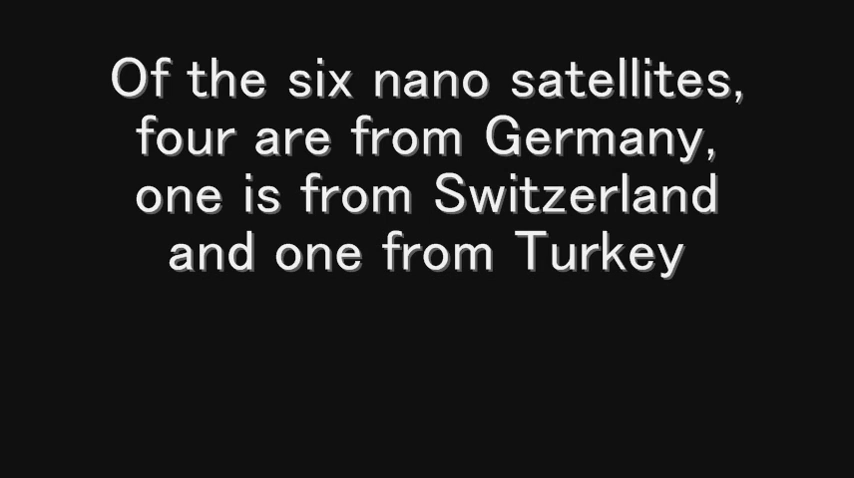 Of the six nano satellites,
four are from Germany,
one is from Switzerland
and one from Turkey